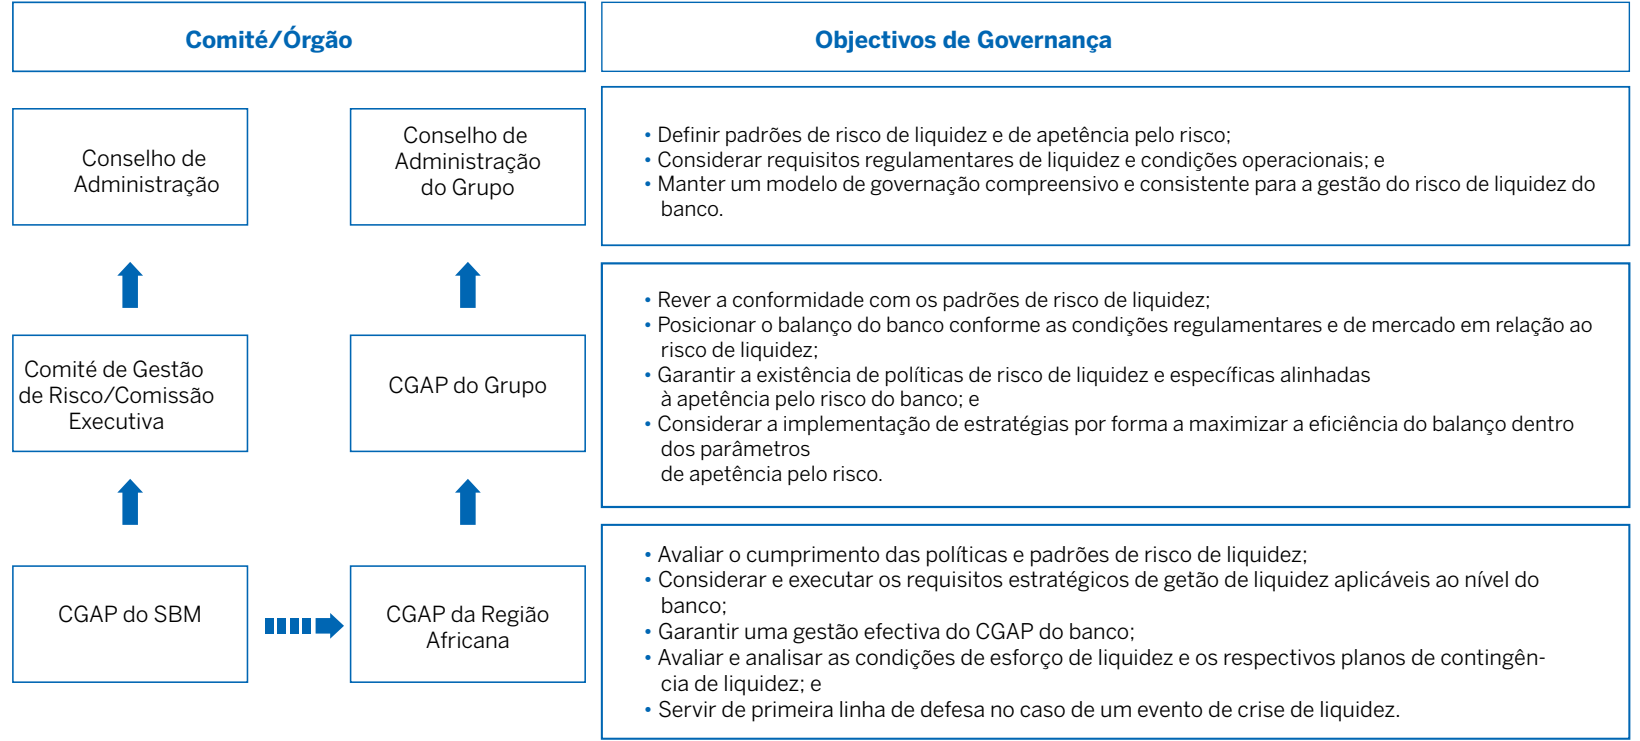 Comité/Órgão
Objectivos de Governança
Conselho de
Administração
Conselho de
Administração
do Grupo
• Definir padrões de risco de liquidez e de apetência pelo risco;
• Considerar requisitos regulamentares de liquidez e condições operacionais; e
• Manter um modelo de governação compreensivo e consistente para a gestão do risco de liquidez do
banco.
Comité de Gestão
de Risco/Comissão
Executiva
CGAP do Grupo
• Rever a conformidade com os padrões de risco de liquidez;
• Posicionar o balanço do banco conforme as condições regulamentares e de mercado em relação ao
risco de liquidez;
• Garantir a existência de políticas de risco de liquidez e específicas alinhadas
à apetência pelo risco do banco; e
• Considerar a implementação de estratégias por forma a maximizar a eficiência do balanço dentro
dos parâmetros
de apetência pelo risco.
CGAP do SBM
CGAP da Região
Africana
• Avaliar o cumprimento das políticas e padrões de risco de liquidez;
• Considerar e executar os requisitos estratégicos de getão de liquidez aplicáveis ao nível do
banco;
• Garantir uma gestão efectiva do CGAP do banco;
• Avaliar e analisar as condições de esforço de liquidez e os respectivos planos de contingên-
cia de liquidez; e
• Servir de primeira linha de defesa no caso de um evento de crise de liquidez.